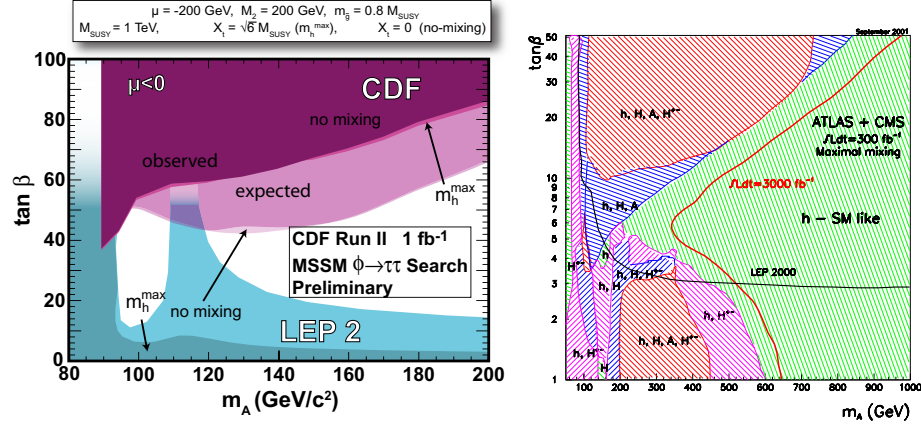 μ = -200 GeV, M₂ = 200 GeV, m_g = 0.8 M_SUSY
M_SUSY = 1 TeV, X_t = √6 M_SUSY (m_h^max), X_t = 0 (no-mixing)
100
80
60
40
20
0
tan β
μ<0
CDF
no mixing
observed
expected
m_h^max
CDF Run II 1 fb⁻¹
MSSM ϕ→ττ Search
Preliminary
m_h^max
no mixing
LEP 2
80 100 120 140 160 180 200
m_A (GeV/c²)
September 2001
tanβ
50
40
30
20
10
9
8
7
6
5
4
3
2
1
h, H, A, H⁺⁻
ATLAS + CMS
∫Ldt=300 fb⁻¹
Maximal mixing
∫Ldt=3000 fb⁻¹
h, H, A
h – SM like
H⁺⁻
h
h, H, H⁺⁻
h, H
LEP 2000
h, H, A, H⁺⁻
h, H⁺⁻
h, H⁺⁻
H
100 200 300 400 500 600 700 800 900 1000
m_A (GeV)